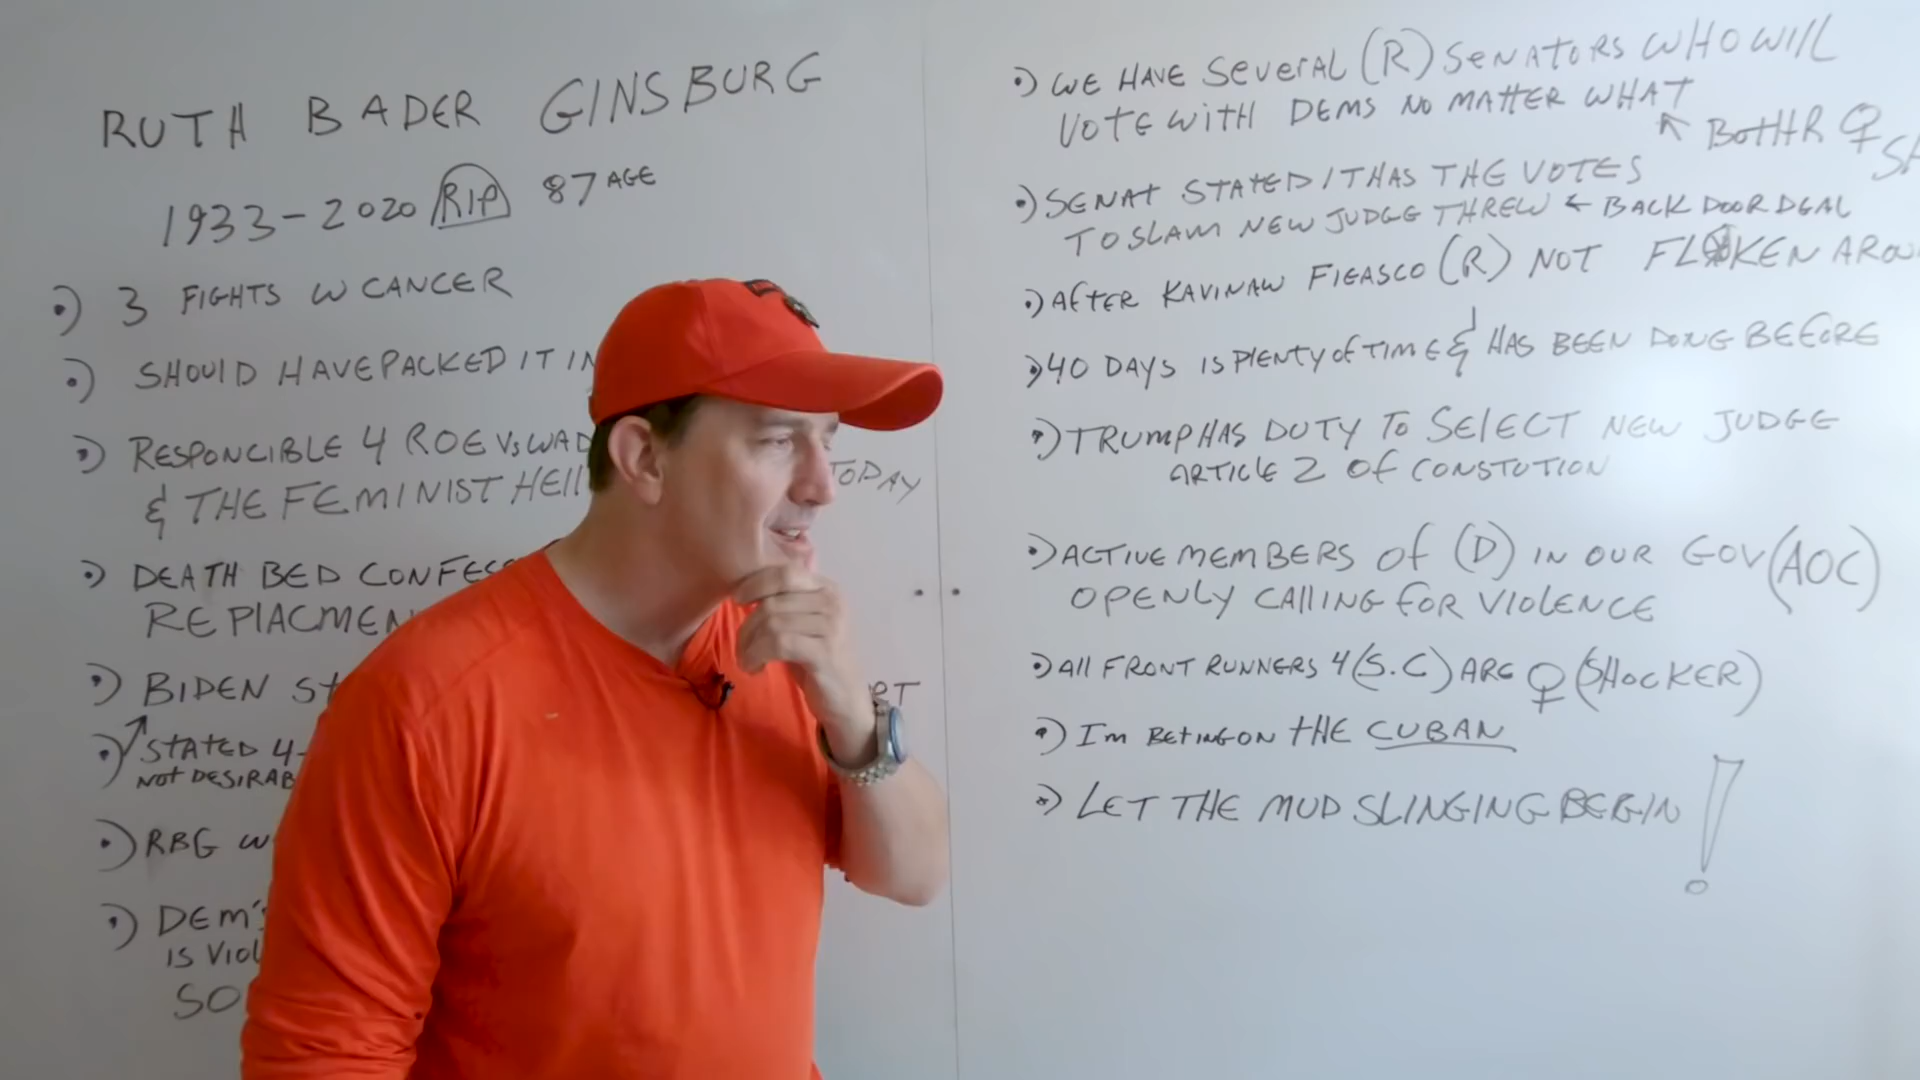 RUTH BADER GINSBURG
1933-2020 RIP 87 AGE
•) 3 FIGHTS W CANCER
•) SHOULD HAVE PACKED IT IN
•) RESPONCIBLE 4 ROE VS WAD
& THE FEMINIST HELL TODAY
•) DEATH BED CONFESS
REPLACMEN
•) BIDEN ST
•) STATED 4-
NOT DESIRAB
•) RBG W
•) DEM'S
IS VIOL
SO
•) WE HAVE SEVERAL (R) SENATORS WHO WILL
VOTE WITH DEMS NO MATTER WHAT
BOTH R ♀
•) SENAT STATED IT HAS THE VOTES
TO SLAM NEW JUDGE THREW ← BACK DOOR DEAL
•) AFTER KAVINAW FIEASCO (R) NOT FLOKEN AROU
•) 40 DAYS IS PLENTY OF TIME & HAS BEEN DONE BEFORE
•) TRUMP HAS DUTY TO SELECT NEW JUDGE
ARTICLE 2 OF CONSTUTION
•) ACTIVE MEMBERS OF (D) IN OUR GOV (AOC)
OPENLY CALLING FOR VIOLENCE
•) All FRONT RUNNERS 4 (S.C) ARE ♀ (SHOCKER)
•) I'm BETING ON THE CUBAN
•) LET THE MUD SLINGING BEGIN !